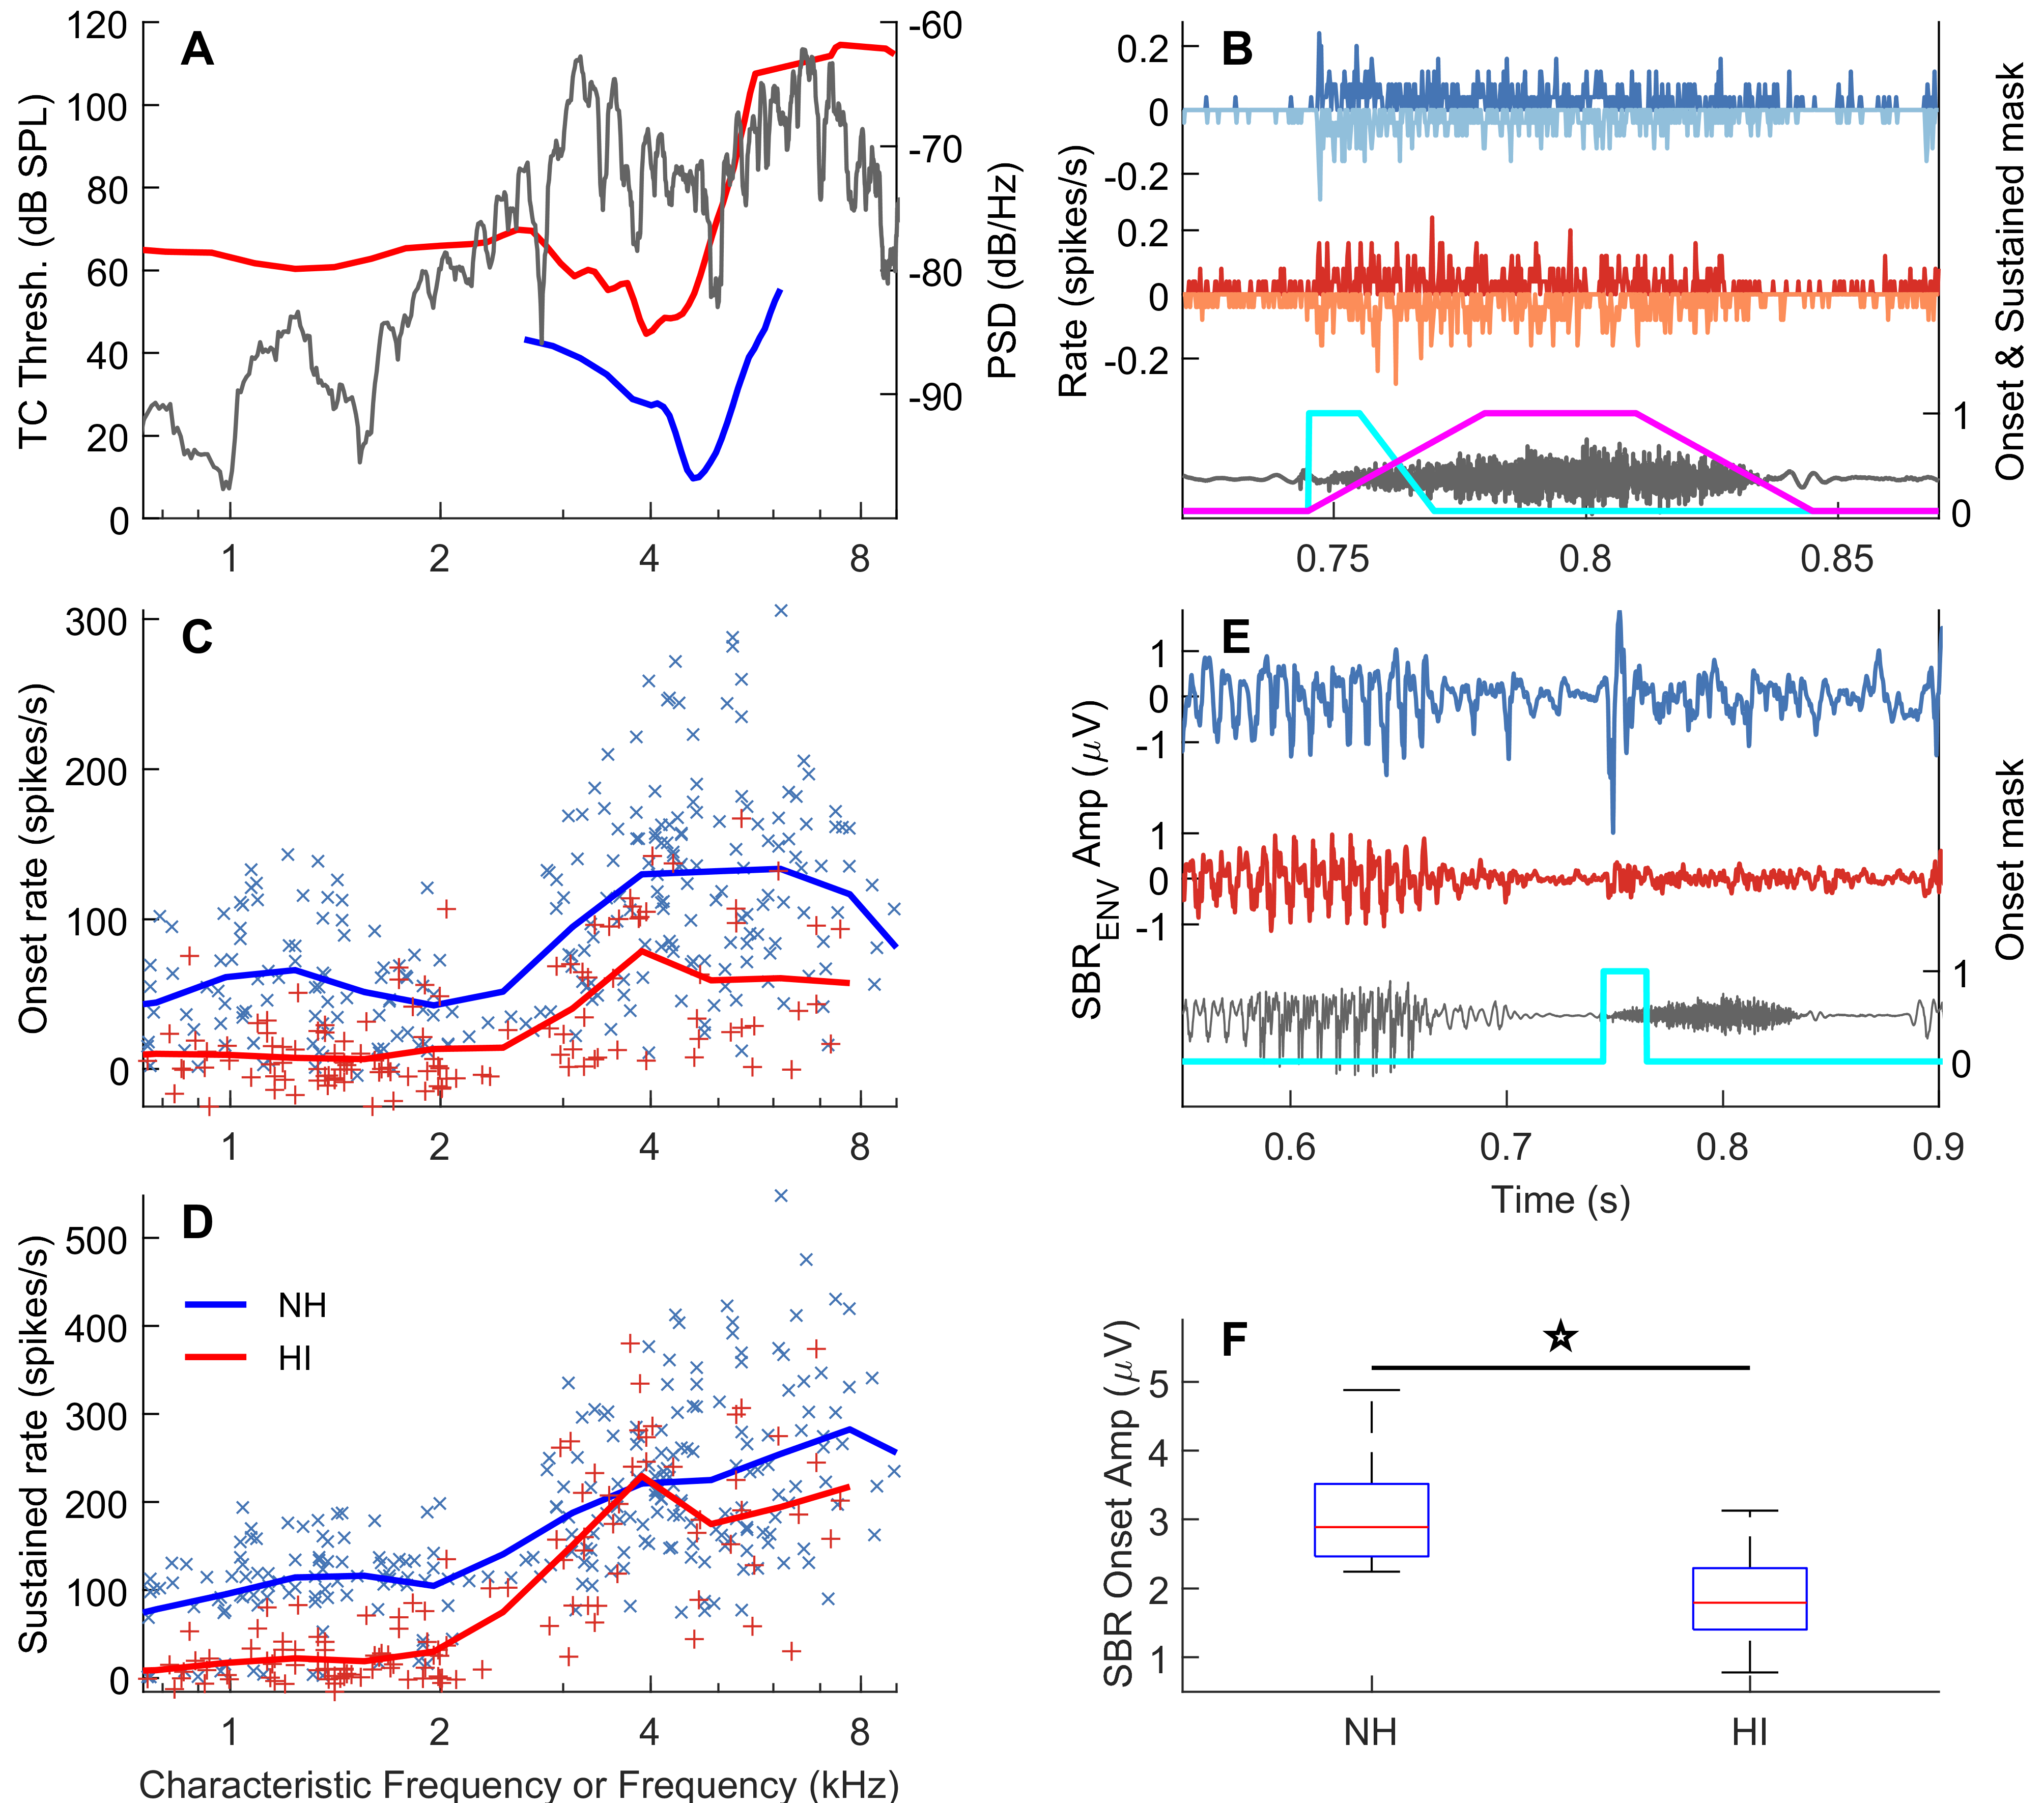 A
TC Thresh. (dB SPL)
120
100
80
60
40
20
0
1
2
4
8
-60
-70
-80
-90
PSD (dB/Hz)
B
Rate (spikes/s)
0.2
0
-0.2
0.2
0
-0.2
1
0
Onset & Sustained mask
0.75
0.8
0.85
C
Onset rate (spikes/s)
300
200
100
0
1
2
4
8
E
SBR_ENV Amp (μV)
1
0
-1
1
0
-1
1
0
Onset mask
0.6
0.7
0.8
0.9
Time (s)
D
Sustained rate (spikes/s)
500
400
300
200
100
0
NH
HI
1
2
4
8
Characteristic Frequency or Frequency (kHz)
F
SBR Onset Amp (μV)
5
4
3
2
1
NH
HI